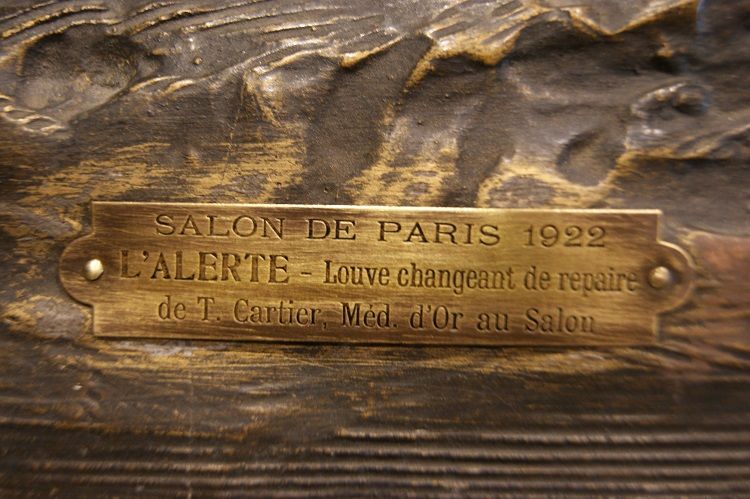 SALON DE PARIS 1922
L'ALERTE - Louve changeant de repaire
de T. Cartier, Méd. d'Or au Salon